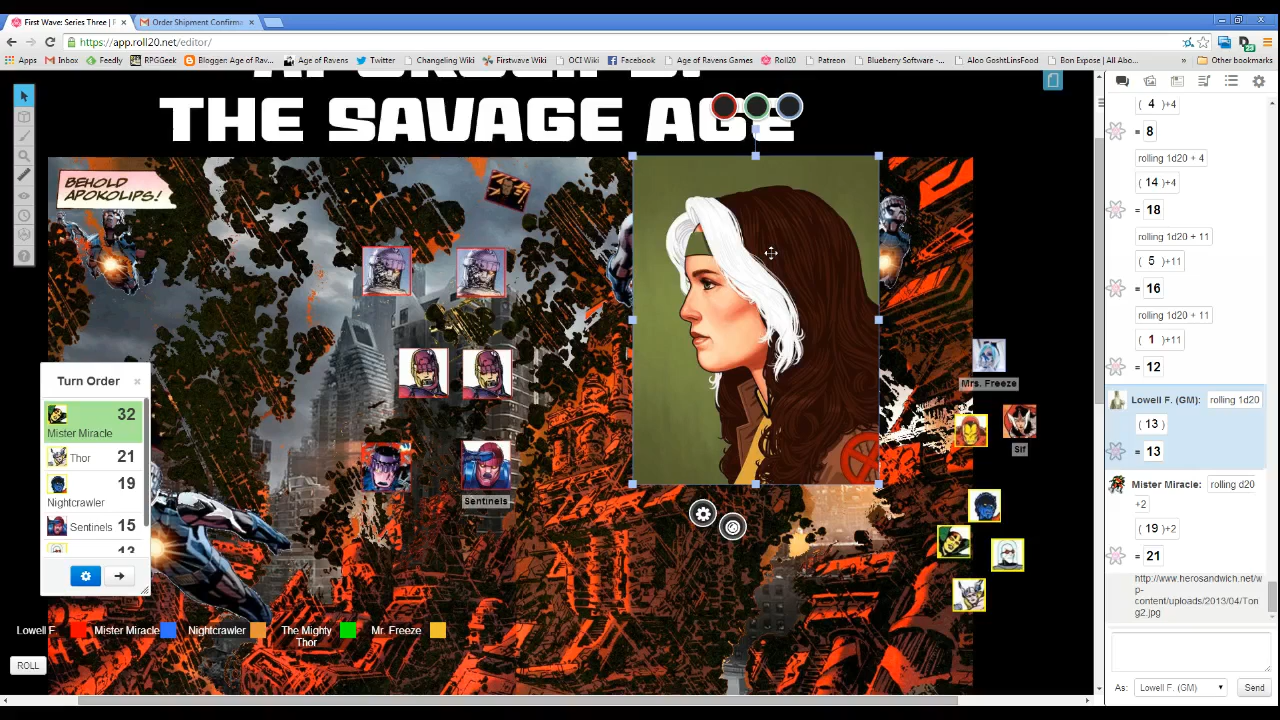 First Wave: Series Three | R
Order Shipment Confirma
https://app.roll20.net/editor/
Apps
Inbox
Feedly
RPGGeek
Blogger: Age of Rav...
Age of Ravens
Twitter
Changeling Wiki
Firstwave Wiki
OCI Wiki
Facebook
Age of Ravens Games
Roll20
Patreon
Blueberry Software -...
Aloo GoshtLinsFood
Bon Expose | All Abo...
»
Other bookmarks
23
THE SAVAGE AGE
BEHOLD
APOKOLIPS!
Turn Order
32
Mister Miracle
Thor 21
19
Nightcrawler
Sentinels 15
Sentinels
Mrs. Freeze
Sif
Lowell F.
Mister Miracle
Nightcrawler
The Mighty
Thor
Mr. Freeze
ROLL
( 4 )+4
= 8
rolling 1d20 + 4
( 14 )+4
= 18
rolling 1d20 + 11
( 5 )+11
= 16
rolling 1d20 + 11
( 1 )+11
= 12
Lowell F. (GM): rolling 1d20
( 13 )
= 13
Mister Miracle: rolling d20
+2
( 19 )+2
= 21
http://www.herosandwich.net/w
p-
content/uploads/2013/04/Ton
g2.jpg
As: Lowell F. (GM)
Send